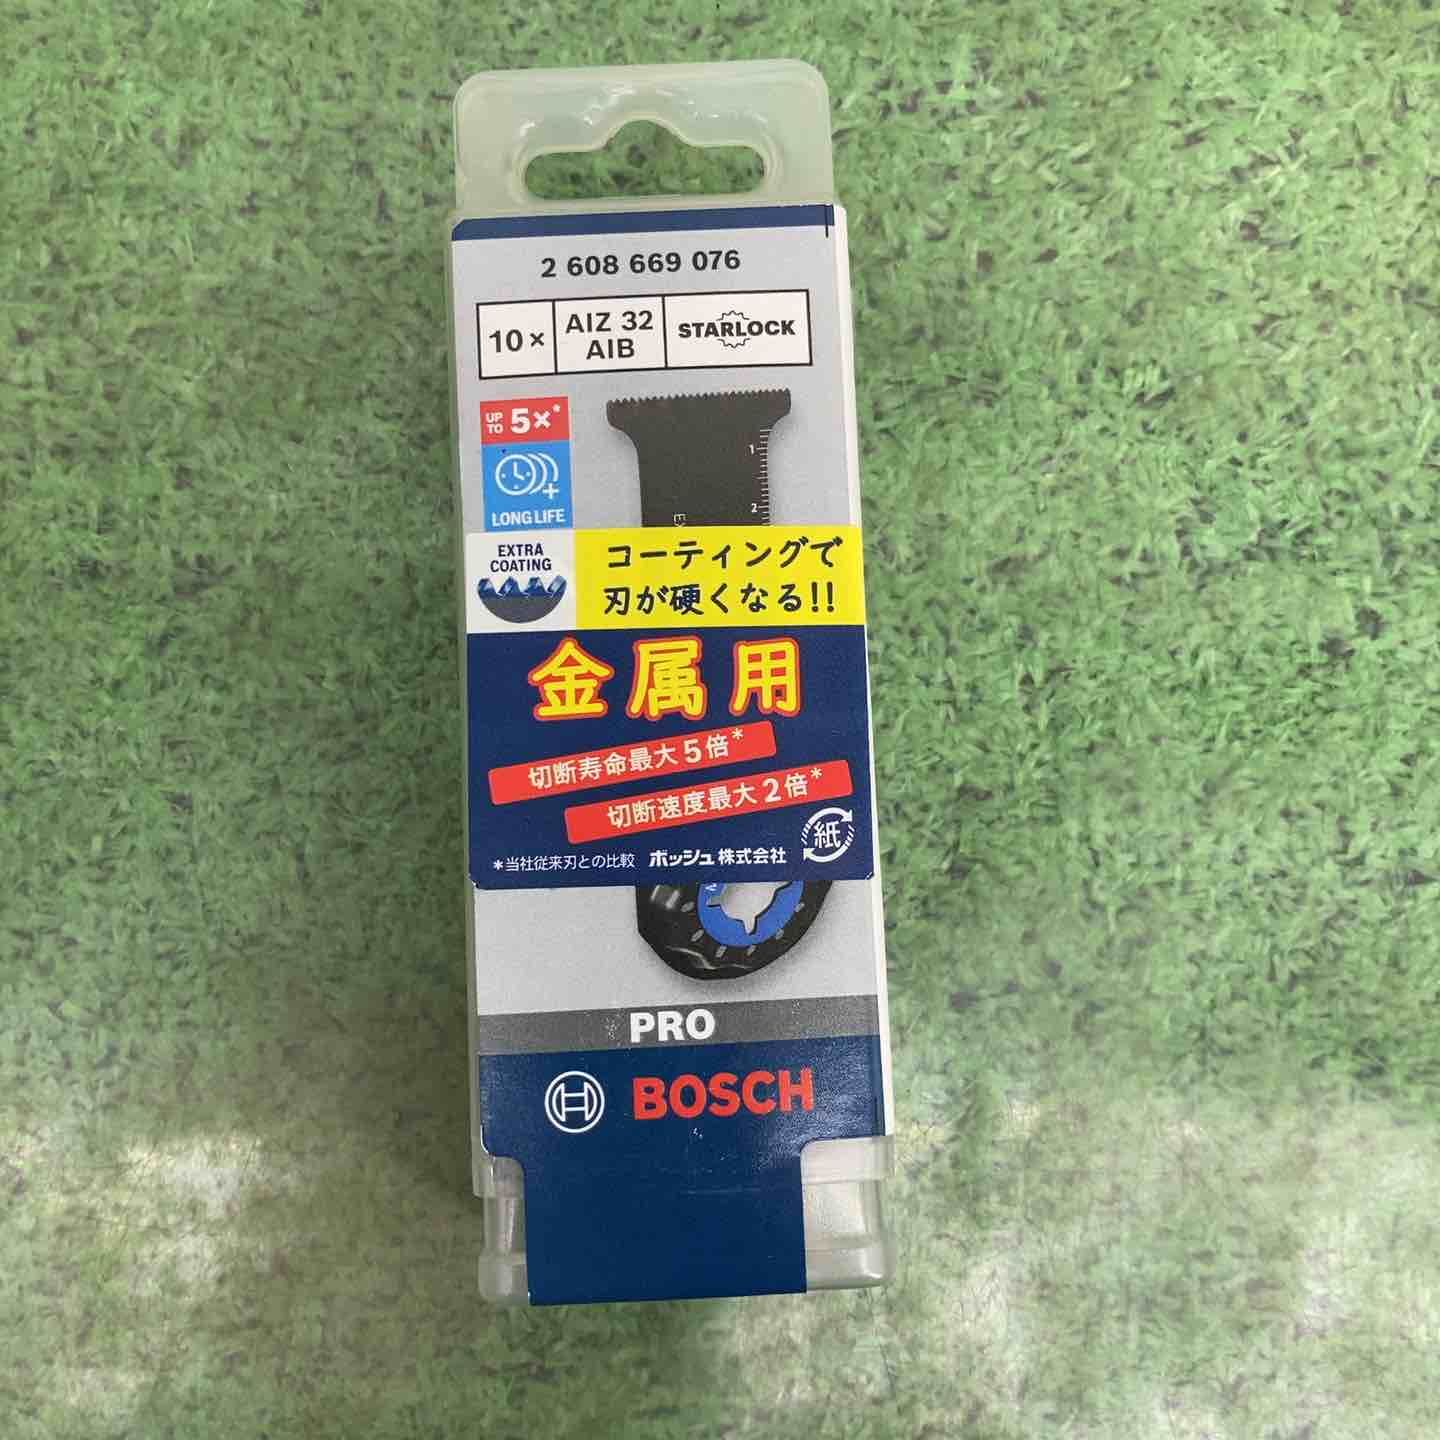 2 608 669 076
10×
AIZ 32
AIB
STARLOCK
UP TO 5×*
1
2
LONG LIFE
EXTRA
COATING
コーティングで
刃が硬くなる!!
金属用
切断寿命最大5倍*
切断速度最大2倍*
*当社従来刃との比較 ボッシュ株式会社
紙
PRO
BOSCH